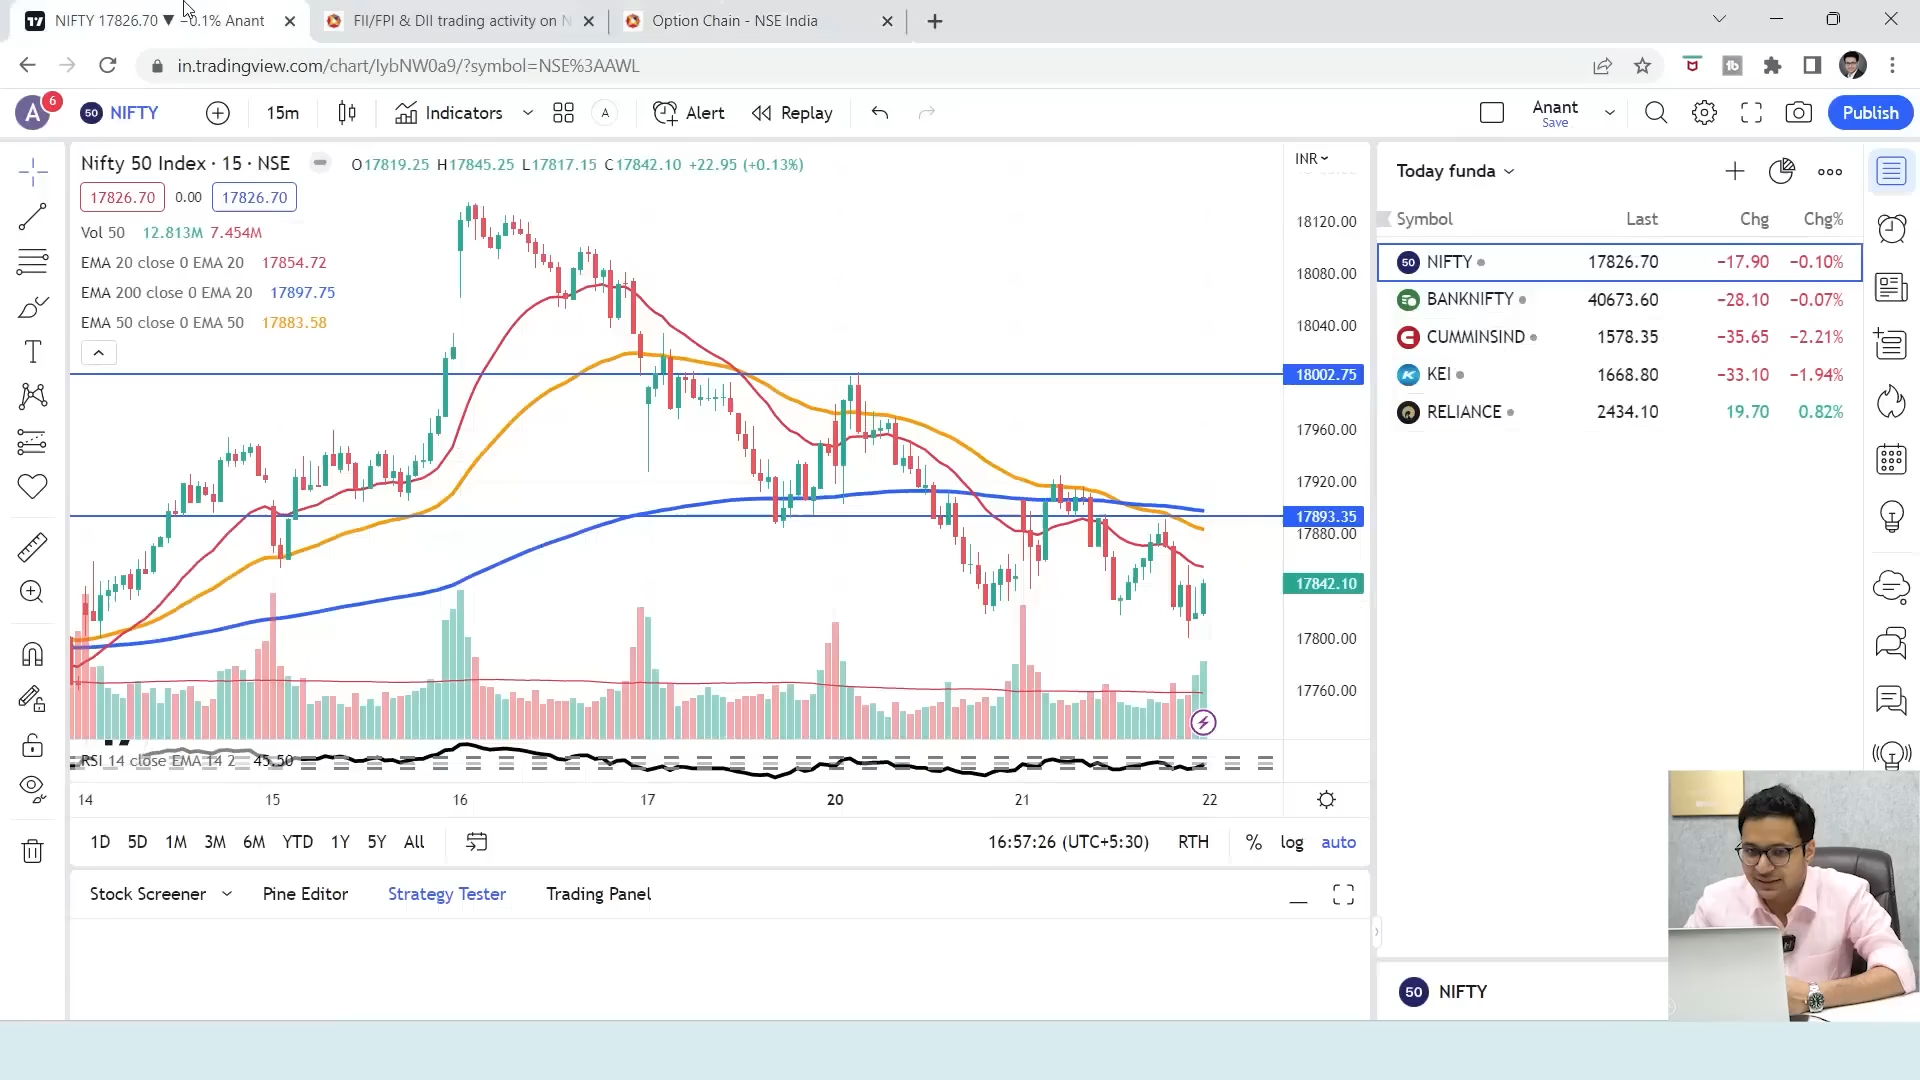 NIFTY 17826.70 ▼ −0.1% Anant
FII/FPI & DII trading activity on N
Option Chain - NSE India
in.tradingview.com/chart/IybNW0a9/?symbol=NSE%3AAWL
A 6
50 NIFTY
15m
Indicators
A
Alert
Replay
Anant
Save
Publish
Nifty 50 Index · 15 · NSE
O17819.25 H17845.25 L17817.15 C17842.10 +22.95 (+0.13%)
INR
17826.70 0.00 17826.70
Vol 50 12.813M 7.454M
EMA 20 close 0 EMA 20 17854.72
EMA 200 close 0 EMA 20 17897.75
EMA 50 close 0 EMA 50 17883.58
18120.00
18080.00
18040.00
18002.75
17960.00
17920.00
17893.35
17880.00
17842.10
17800.00
17760.00
RSI 14 close EMA 14 2 45.50
14 15 16 17 20 21 22
1D 5D 1M 3M 6M YTD 1Y 5Y All
16:57:26 (UTC+5:30) RTH % log auto
Stock Screener Pine Editor Strategy Tester Trading Panel
Today funda
Symbol Last Chg Chg%
50 NIFTY 17826.70 −17.90 −0.10%
BANKNIFTY 40673.60 −28.10 −0.07%
CUMMINSIND 1578.35 −35.65 −2.21%
KEI 1668.80 −33.10 −1.94%
RELIANCE 2434.10 19.70 0.82%
50 NIFTY